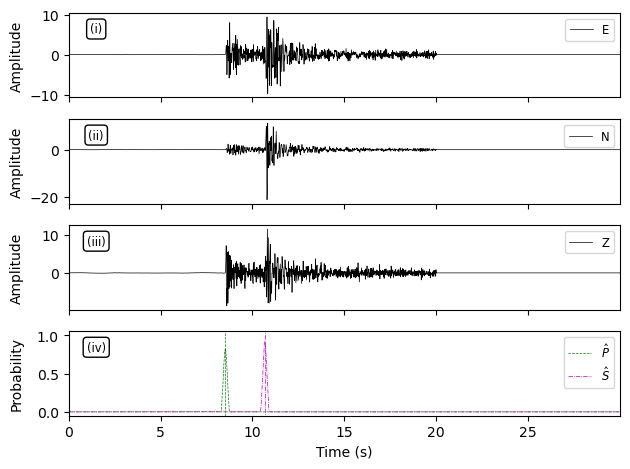 (i)
E
Amplitude
10
0
−10
(ii)
N
Amplitude
0
−20
(iii)
Z
Amplitude
10
0
(iv)
P̂
Ŝ
Probability
1.0
0.5
0.0
0 5 10 15 20 25
Time (s)